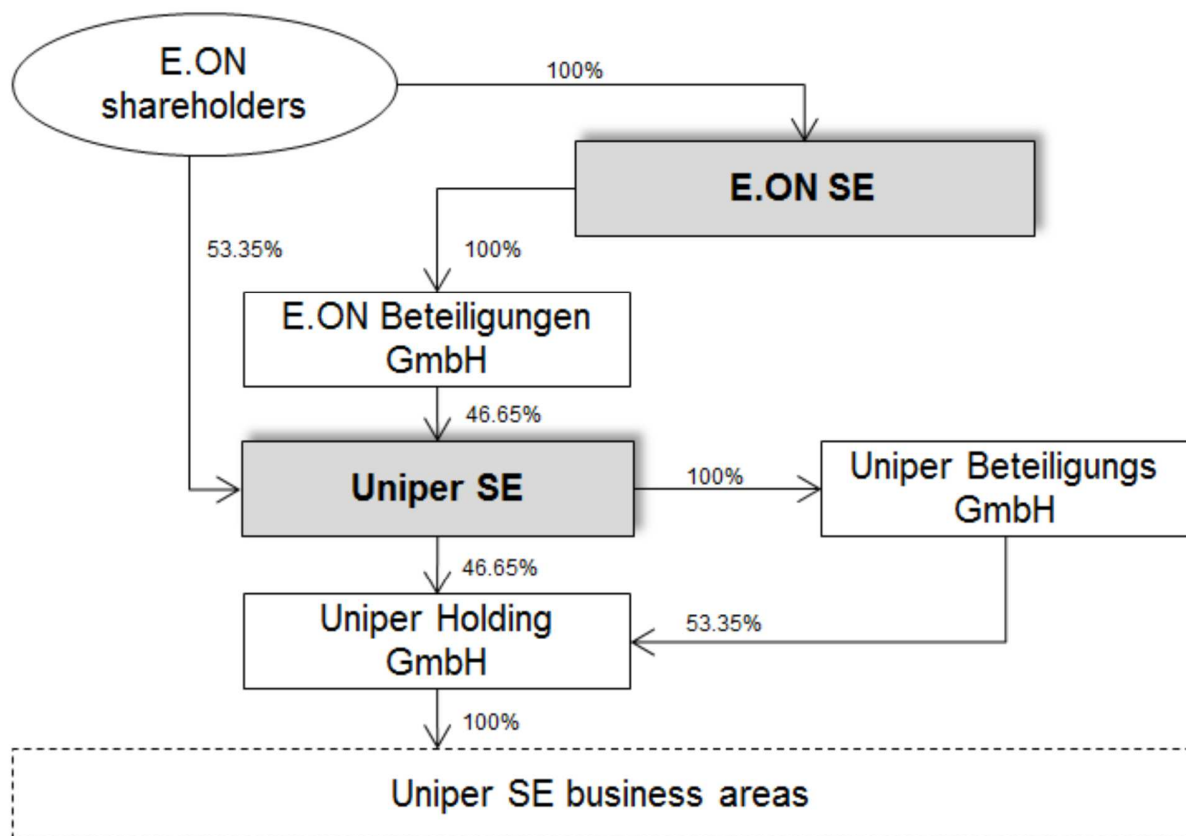 E.ON
shareholders
100%
E.ON SE
53.35%
100%
E.ON Beteiligungen
GmbH
46.65%
Uniper SE
100%
Uniper Beteiligungs
GmbH
46.65%
Uniper Holding
GmbH
53.35%
100%
Uniper SE business areas